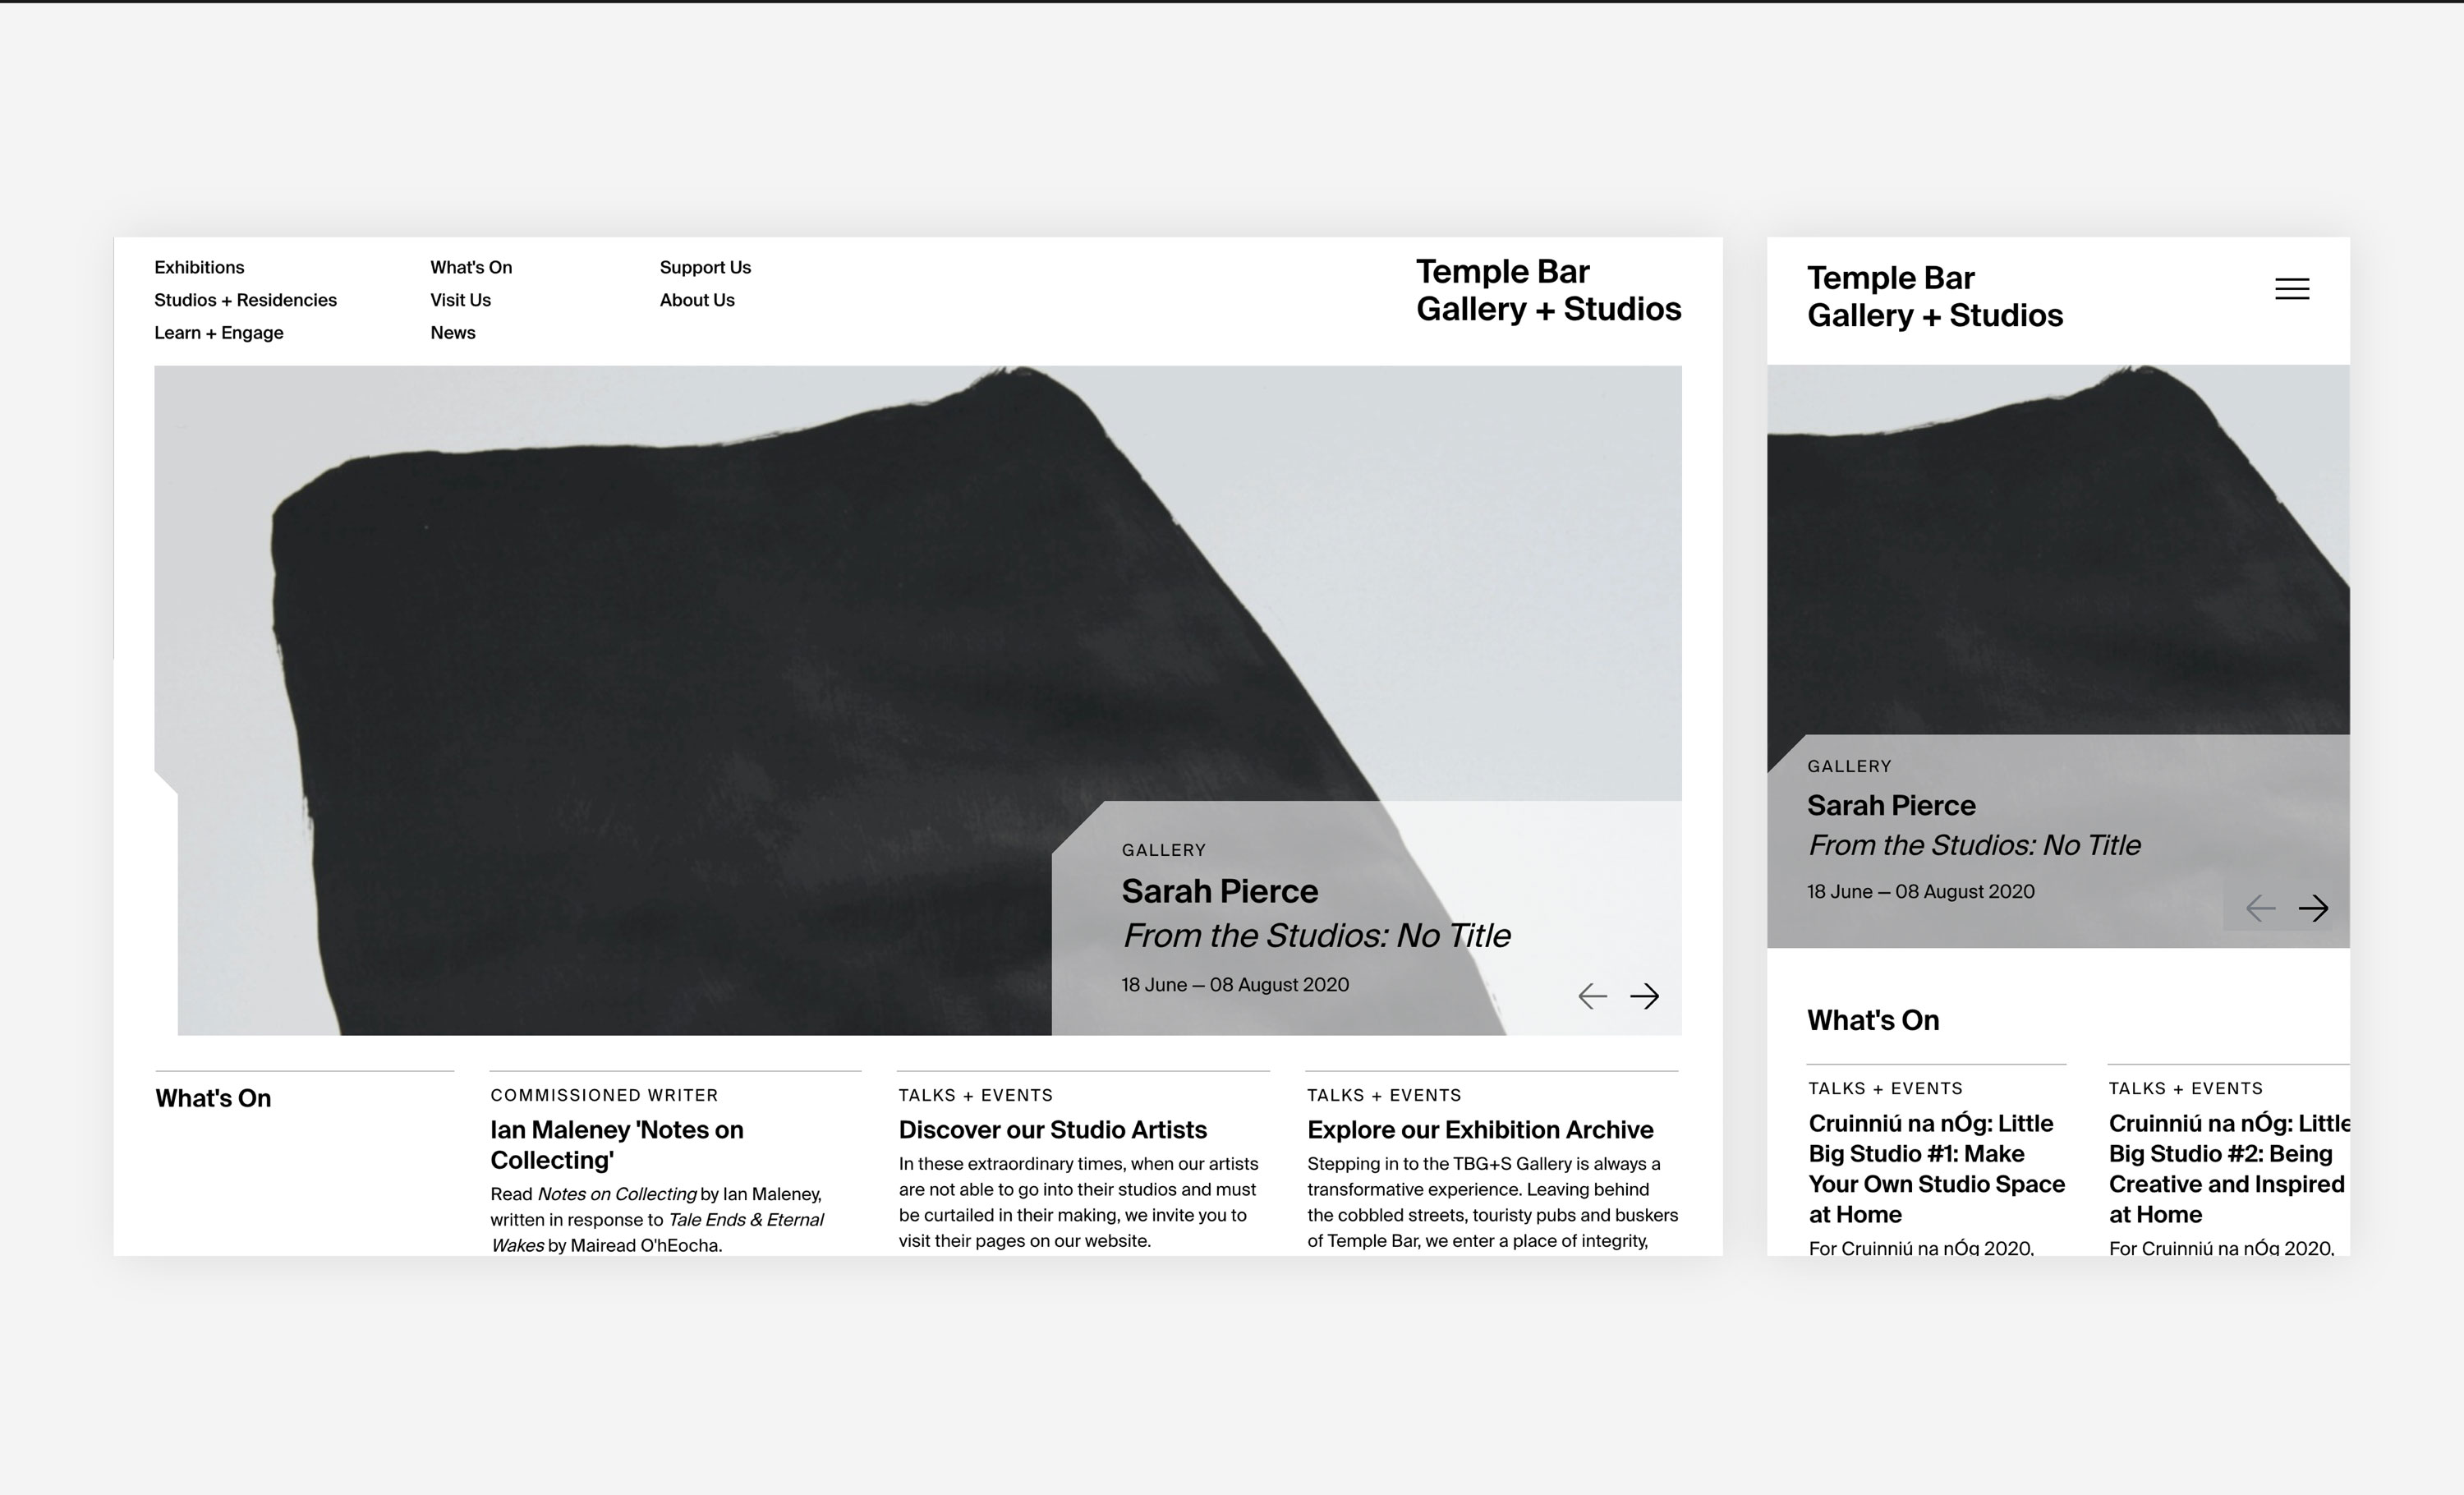 Exhibitions
Studios + Residencies
Learn + Engage
What's On
Visit Us
News
Support Us
About Us
Temple Bar
Gallery + Studios
GALLERY
Sarah Pierce
From the Studios: No Title
18 June — 08 August 2020
What's On
COMMISSIONED WRITER
Ian Maleney 'Notes on
Collecting'
Read Notes on Collecting by Ian Maleney,
written in response to Tale Ends & Eternal
Wakes by Mairead O'hEocha.
TALKS + EVENTS
Discover our Studio Artists
In these extraordinary times, when our artists
are not able to go into their studios and must
be curtailed in their making, we invite you to
visit their pages on our website.
TALKS + EVENTS
Explore our Exhibition Archive
Stepping in to the TBG+S Gallery is always a
transformative experience. Leaving behind
the cobbled streets, touristy pubs and buskers
of Temple Bar, we enter a place of integrity,
Temple Bar
Gallery + Studios
GALLERY
Sarah Pierce
From the Studios: No Title
18 June — 08 August 2020
What's On
TALKS + EVENTS
Cruinniú na nÓg: Little
Big Studio #1: Make
Your Own Studio Space
at Home
For Cruinniú na nÓg 2020,
TALKS + EVENTS
Cruinniú na nÓg: Little
Big Studio #2: Being
Creative and Inspired
at Home
For Cruinniú na nÓg 2020,